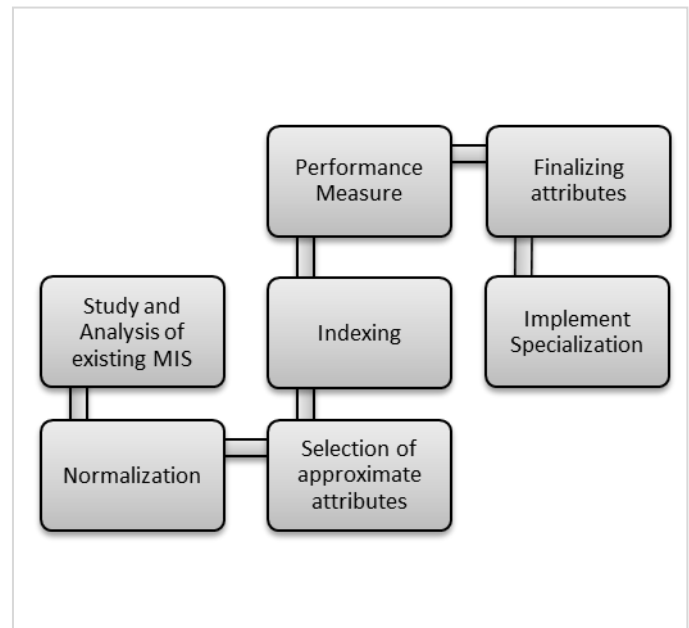 Study and
Analysis of
existing MIS
Normalization
Selection of
approximate
attributes
Indexing
Performance
Measure
Finalizing
attributes
Implement
Specialization